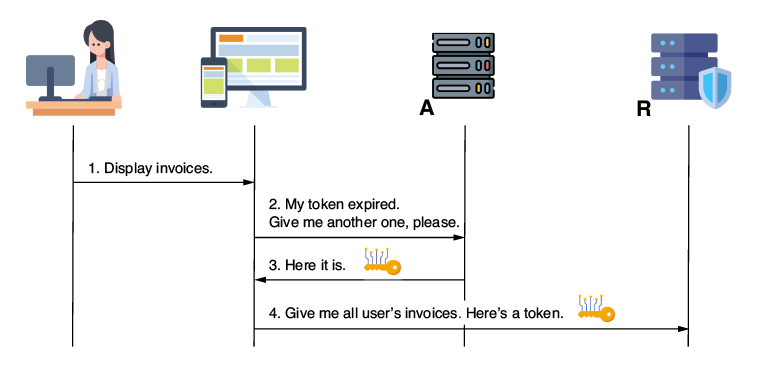 A
R
1. Display invoices.
2. My token expired.
Give me another one, please.
3. Here it is.
4. Give me all user’s invoices. Here’s a token.